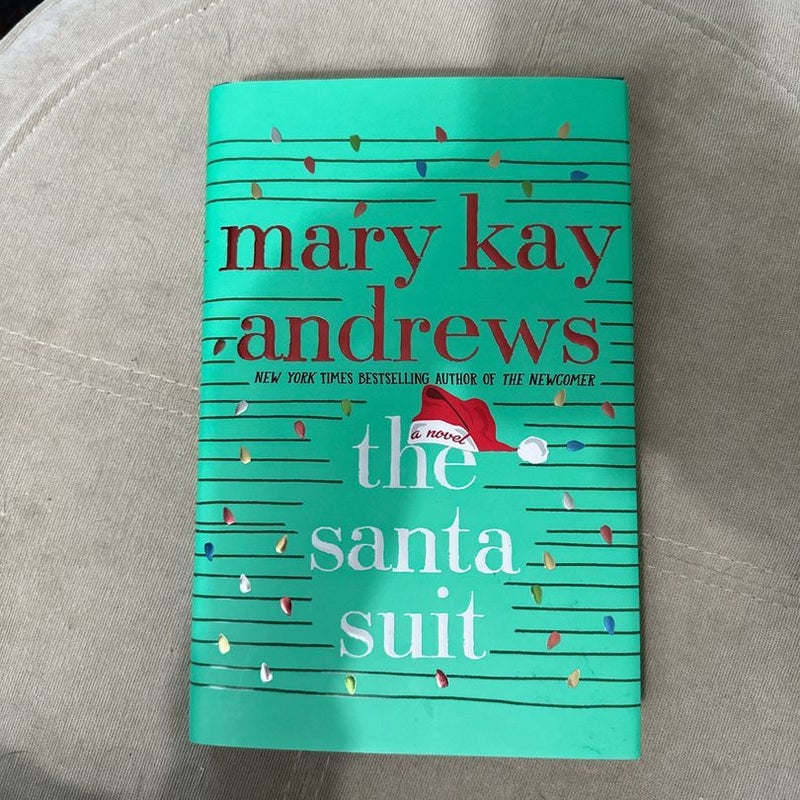 mary kay
andrews
NEW YORK TIMES BESTSELLING AUTHOR OF THE NEWCOMER
a novel
the
santa
suit